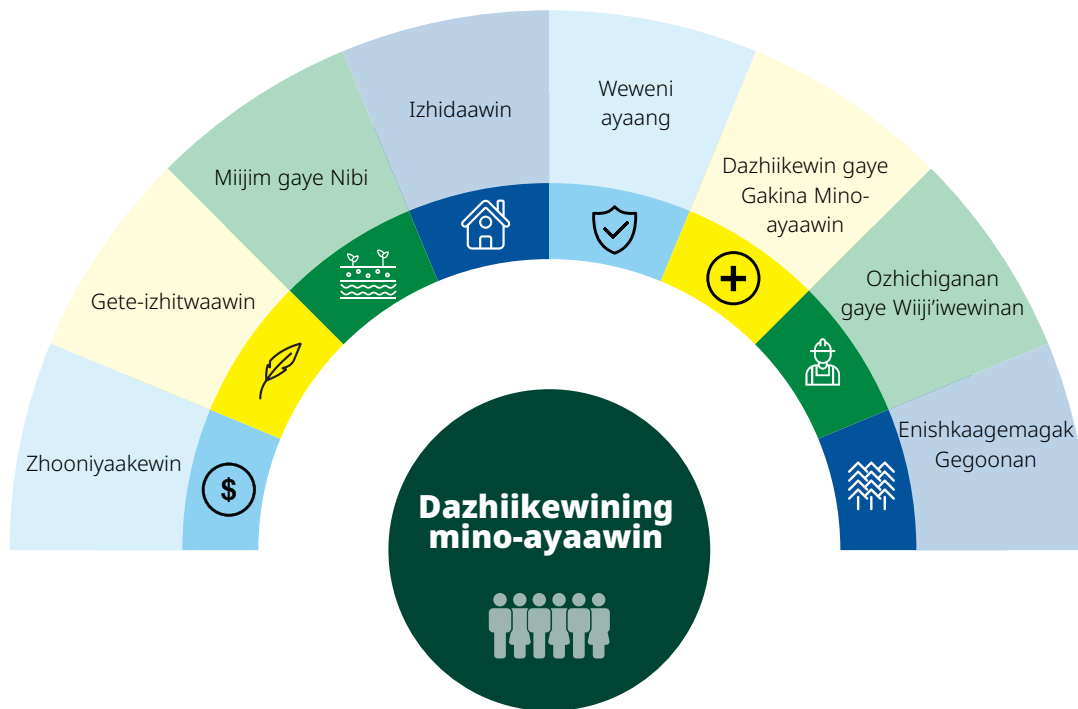 Zhooniyaakewin
Gete-izhitwaawin
Miijim gaye Nibi
Izhidaawin
Weweni
ayaang
Dazhiikewin gaye
Gakina Mino-
ayaawin
Ozhichiganan
gaye Wiiji’iwewinan
Enishkaagemagak
Gegoonan
$
Dazhiikewining
mino-ayaawin